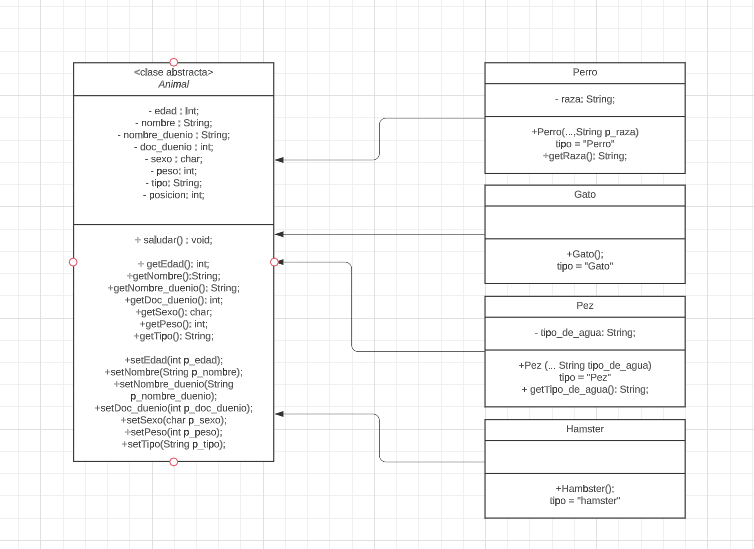 <clase abstracta>
Animal
- edad ; Int;
- nombre ; String;
- nombre_duenio ; String;
- doc_duenio ; int;
- sexo ; char;
- peso; int;
- tipo; String;
- posicion; int;
+ saludar() ; void;
+ getEdad(); int;
+getNombre();String;
+getNombre_duenio(); String;
+getDoc_duenio(); int;
+getSexo(); char;
+getPeso(); int;
+getTipo(); String;
+setEdad(int p_edad);
+setNombre(String p_nombre);
+setNombre_duenio(String
p_nombre_duenio);
+setDoc_duenio(int p_doc_duenio);
+setSexo(char p_sexo);
+setPeso(int p_peso);
+setTipo(String p_tipo);
Perro
- raza: String;
+Perro(...,String p_raza)
tipo = "Perro"
+getRaza(); String;
Gato
+Gato();
tipo = "Gato"
Pez
- tipo_de_agua: String;
+Pez (... String tipo_de_agua)
tipo = "Pez"
+ getTipo_de_agua(): String;
Hamster
+Hambster();
tipo = "hamster"